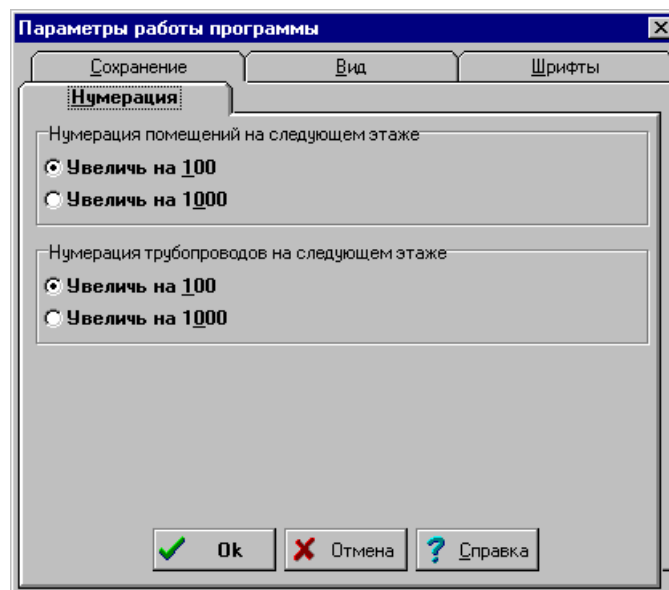 Параметры работы программы
Сохранение Вид Шрифты
Нумерация
Нумерация помещений на следующем этаже
Увеличь на 100
Увеличь на 1000
Нумерация трубопроводов на следующем этаже
Увеличь на 100
Увеличь на 1000
Ok Отмена ? Справка